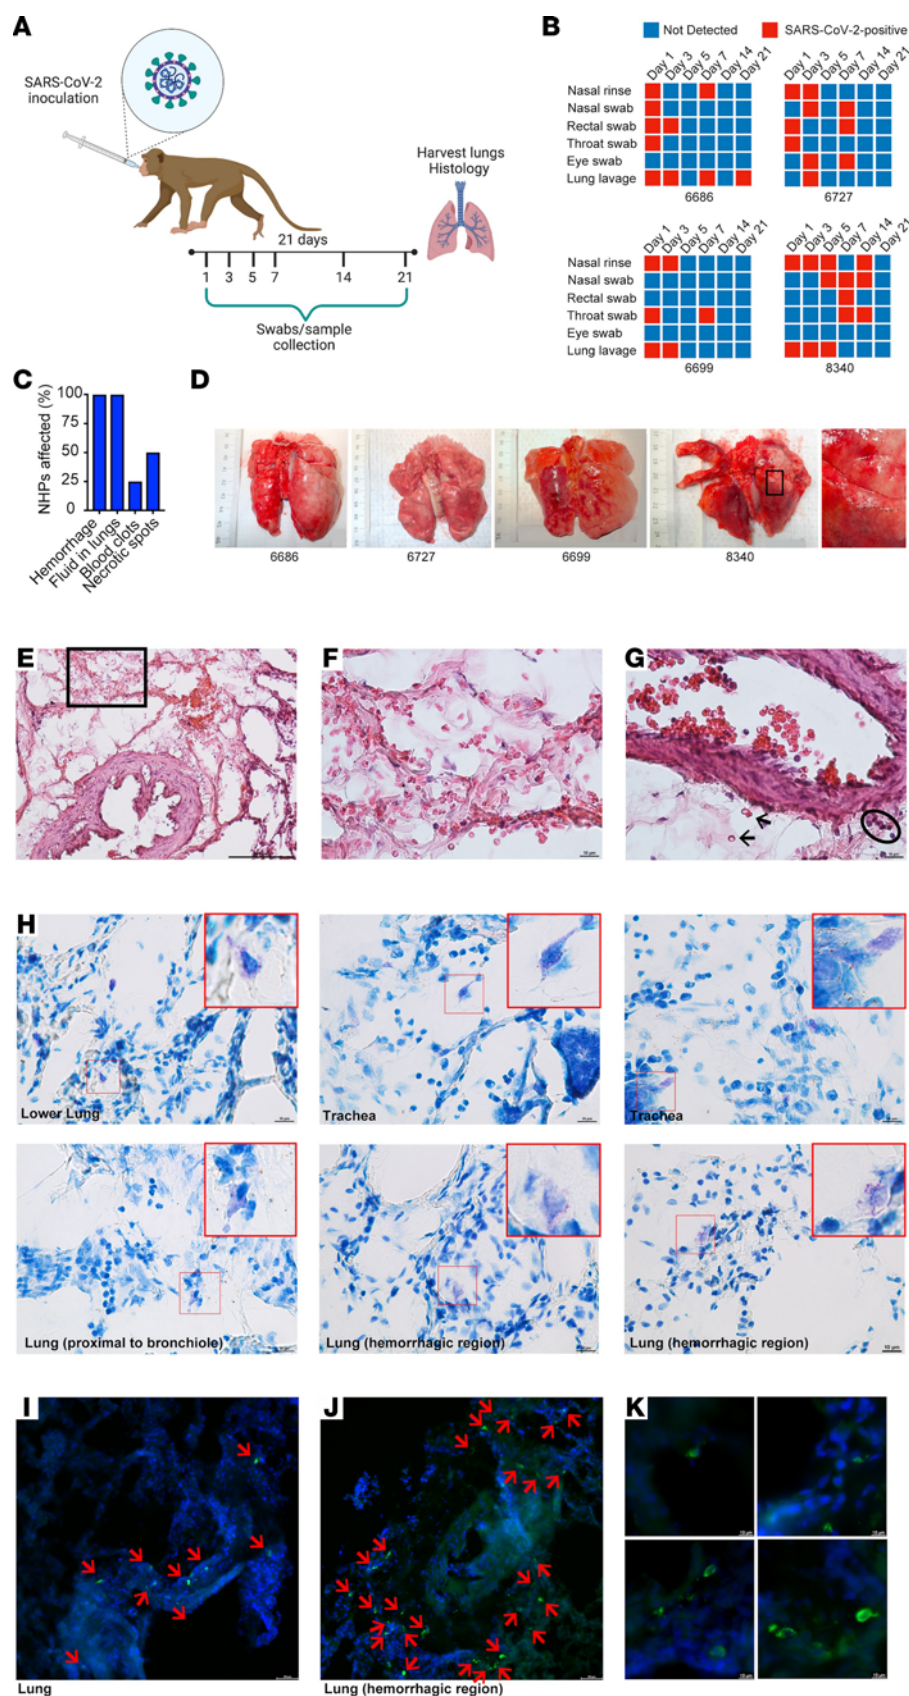 A
SARS-CoV-2
inoculation
Harvest lungs
Histology
21 days
1 3 5 7 14 21
Swabs/sample
collection
B
Not Detected SARS-CoV-2-positive
Day 1 Day 3 Day 5 Day 7 Day 14 Day 21
Day 1 Day 3 Day 5 Day 7 Day 14 Day 21
Nasal rinse
Nasal swab
Rectal swab
Throat swab
Eye swab
Lung lavage
6686 6727
Day 1 Day 3 Day 5 Day 7 Day 14 Day 21
Day 1 Day 3 Day 5 Day 7 Day 14 Day 21
Nasal rinse
Nasal swab
Rectal swab
Throat swab
Eye swab
Lung lavage
6699 8340
C
NHPs affected (%)
100
75
50
25
0
Hemorrhage
Fluid in lungs
Blood clots
Necrotic spots
D
6686 6727 6699 8340
E F G
H
Lower Lung
Trachea
Trachea
Lung (proximal to bronchiole)
Lung (hemorrhagic region)
Lung (hemorrhagic region)
10 µm
I J K
Lung
Lung (hemorrhagic region)